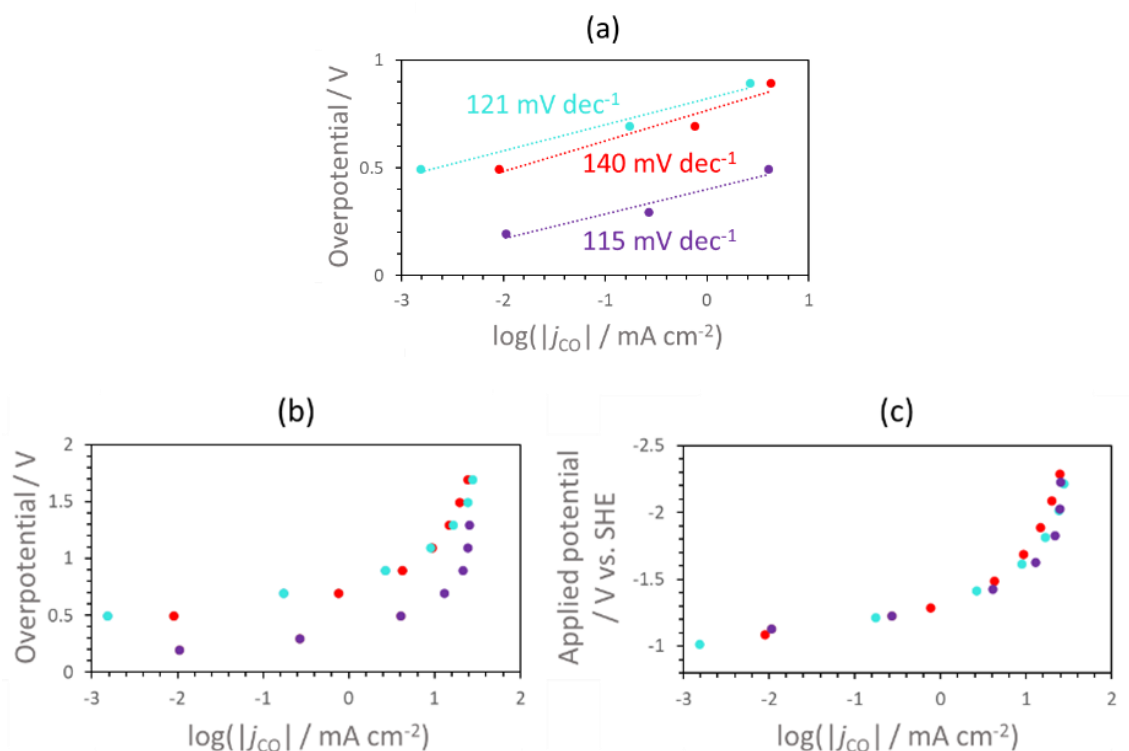 (a)
Overpotential / V
1
0.5
0
121 mV dec⁻¹
140 mV dec⁻¹
115 mV dec⁻¹
-3 -2 -1 0 1
log(|jCO| / mA cm⁻²)
(b)
Overpotential / V
2
1.5
1
0.5
0
-3 -2 -1 0 1 2
log(|jCO| / mA cm⁻²)
(c)
Applied potential
/ V vs. SHE
-2.5
-2
-1.5
-1
-3 -2 -1 0 1 2
log(|jCO| / mA cm⁻²)